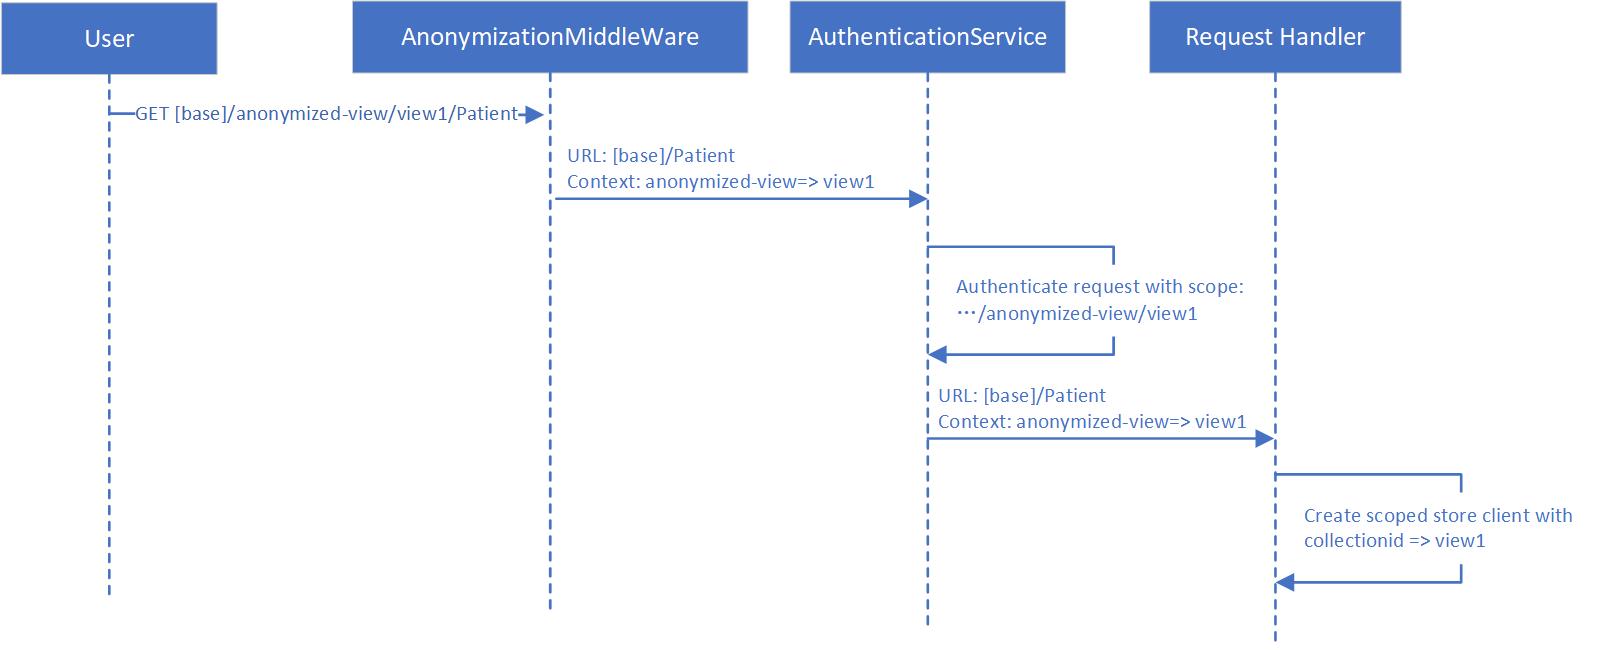 User
AnonymizationMiddleWare
AuthenticationService
Request Handler
GET [base]/anonymized-view/view1/Patient
URL: [base]/Patient
Context: anonymized-view=> view1
Authenticate request with scope:
…/anonymized-view/view1
URL: [base]/Patient
Context: anonymized-view=> view1
Create scoped store client with
collectionid => view1